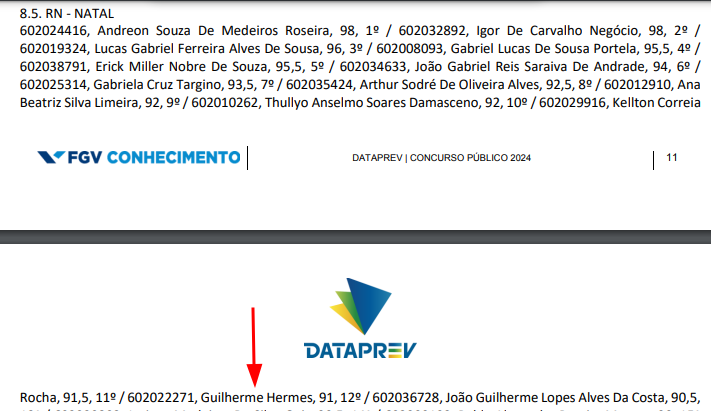 8.5. RN - NATAL
602024416, Andreon Souza De Medeiros Roseira, 98, 1º / 602032892, Igor De Carvalho Negócio, 98, 2º /
602019324, Lucas Gabriel Ferreira Alves De Sousa, 96, 3º / 602008093, Gabriel Lucas De Sousa Portela, 95,5, 4º /
602038791, Erick Miller Nobre De Souza, 95,5, 5º / 602034633, João Gabriel Reis Saraiva De Andrade, 94, 6º /
602025314, Gabriela Cruz Targino, 93,5, 7º / 602035424, Arthur Sodré De Oliveira Alves, 92,5, 8º / 602012910, Ana
Beatriz Silva Limeira, 92, 9º / 602010262, Thullyo Anselmo Soares Damasceno, 92, 10º / 602029916, Kellton Correia
FGV CONHECIMENTO
DATAPREV | CONCURSO PÚBLICO 2024
11
DATAPREV
Rocha, 91,5, 11º / 602022271, Guilherme Hermes, 91, 12º / 602036728, João Guilherme Lopes Alves Da Costa, 90,5,